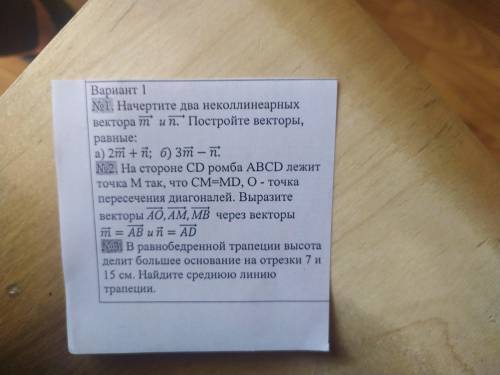 Вариант 1
№1. Начертите два неколлинеарных
вектора m⃗ и n⃗. Постройте векторы,
равные:
а) 2m⃗ + n⃗; б) 3m⃗ − n⃗.
№2. На стороне CD ромба ABCD лежит
точка М так, что СМ=MD, О - точка
пересечения диагоналей. Выразите
векторы AO⃗, AM⃗, MB⃗ через векторы
m⃗ = AB⃗ и n⃗ = AD⃗
№3. В равнобедренной трапеции высота
делит большее основание на отрезки 7 и
15 см. Найдите среднюю линию
трапеции.